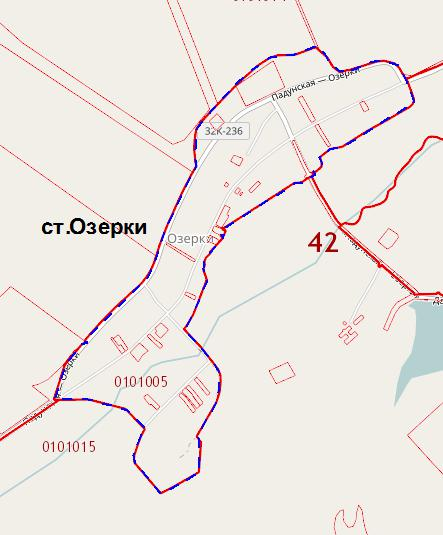 Падунская — Озерки
32К-236
ст.Озерки
Озерки
42
0101005
0101015